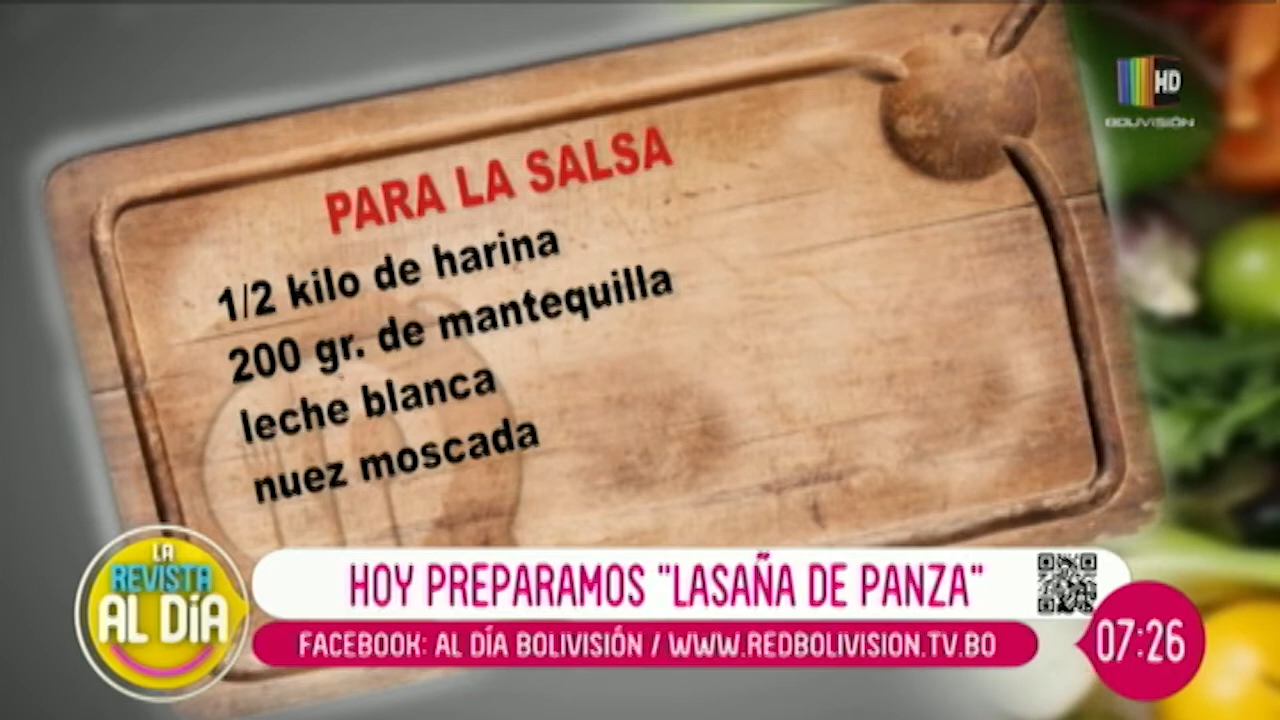 HD
BOLIVISIÓN
PARA LA SALSA
1/2 kilo de harina
200 gr. de mantequilla
leche blanca
nuez moscada
LA
REVISTA
AL DÍA
HOY PREPARAMOS "LASAÑA DE PANZA"
FACEBOOK: AL DÍA BOLIVISIÓN / WWW.REDBOLIVISION.TV.BO
07:26